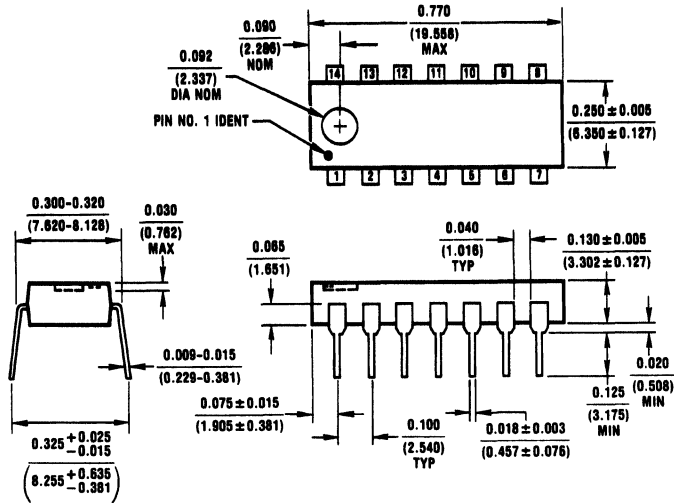 0.770
(19.558)
MAX
0.090
(2.286)
NOM
0.092
(2.337)
DIA NOM
PIN NO. 1 IDENT
14 13 12 11 10 9 8
1 2 3 4 5 6 7
0.250 ± 0.005
(6.350 ± 0.127)
0.300-0.320
(7.620-8.128)
0.030
(0.762)
MAX
0.065
(1.651)
0.040
(1.016)
TYP
0.130 ± 0.005
(3.302 ± 0.127)
0.009-0.015
(0.229-0.381)
0.325 +0.025
-0.015
(8.255 +0.635
-0.381)
0.075 ± 0.015
(1.905 ± 0.381)
0.100
(2.540)
TYP
0.018 ± 0.003
(0.457 ± 0.076)
0.125
(3.175)
MIN
0.020
(0.508)
MIN